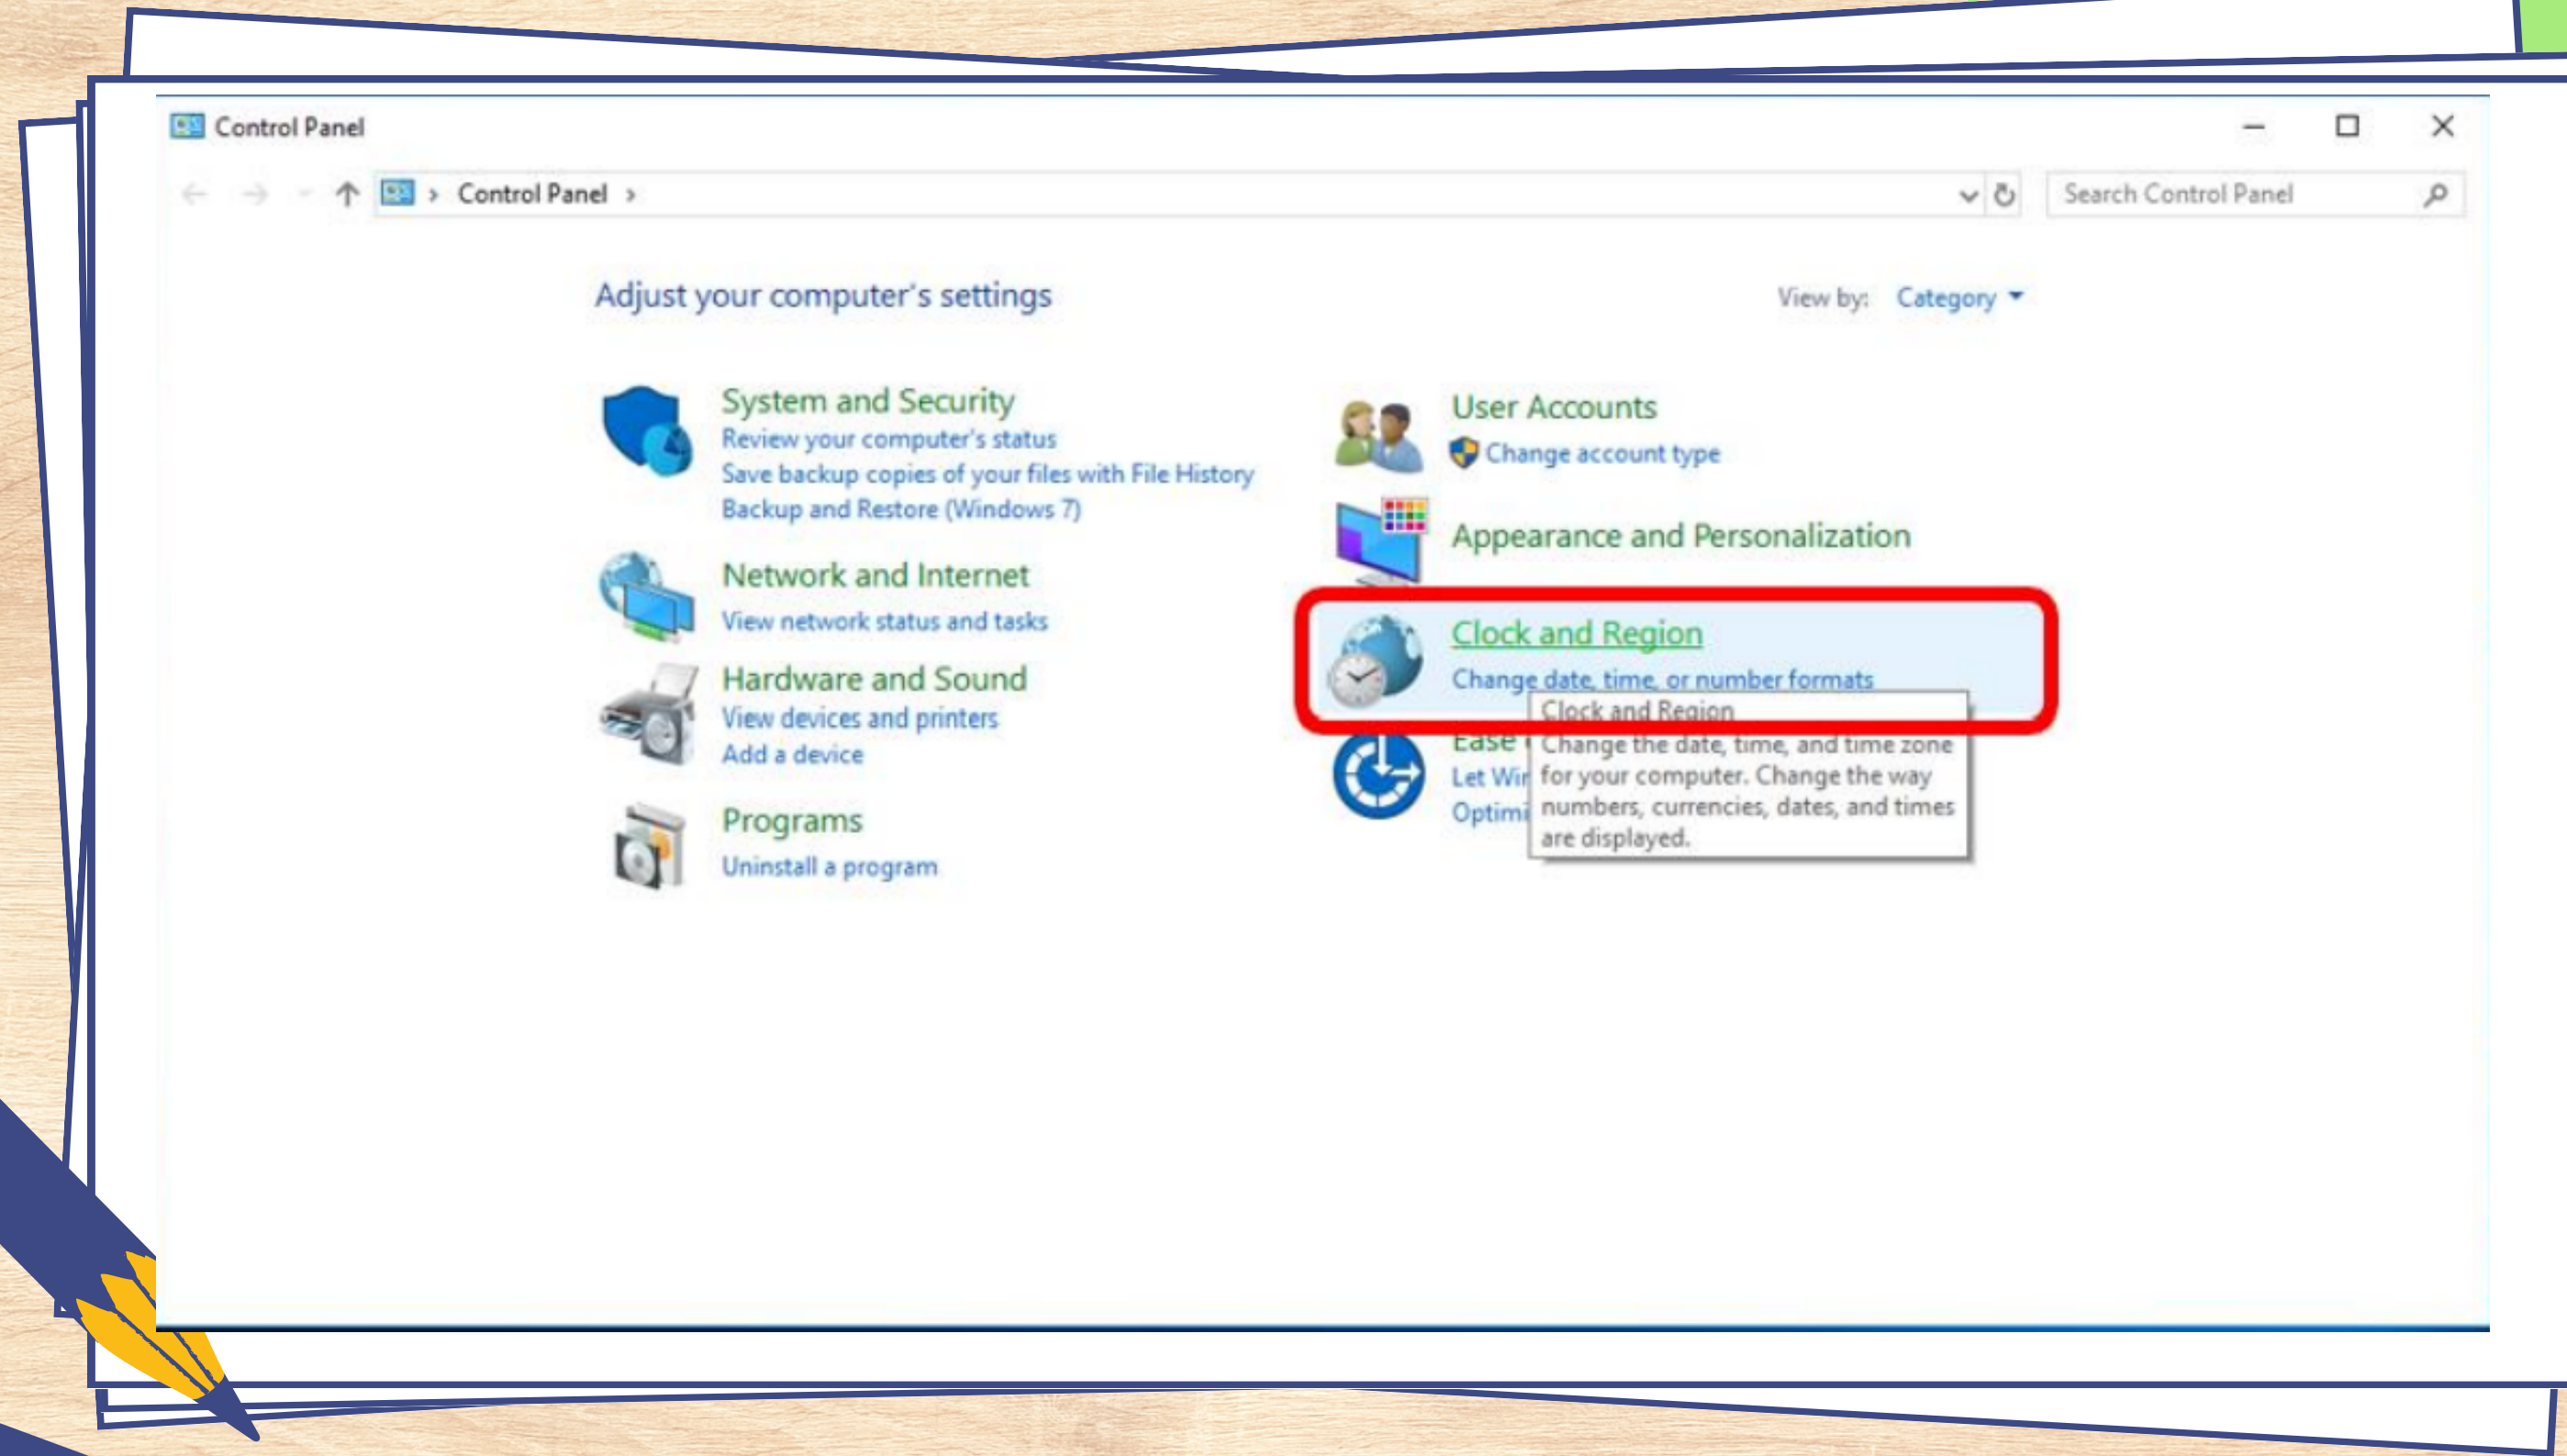 Control Panel
Control Panel
Search Control Panel
Adjust your computer's settings
View by: Category
System and Security
Review your computer's status
Save backup copies of your files with File History
Backup and Restore (Windows 7)
Network and Internet
View network status and tasks
Hardware and Sound
View devices and printers
Add a device
Programs
Uninstall a program
User Accounts
Change account type
Appearance and Personalization
Clock and Region
Change date, time, or number formats
Clock and Region
Change the date, time, and time zone
for your computer. Change the way
numbers, currencies, dates, and times
are displayed.
Ease
Let